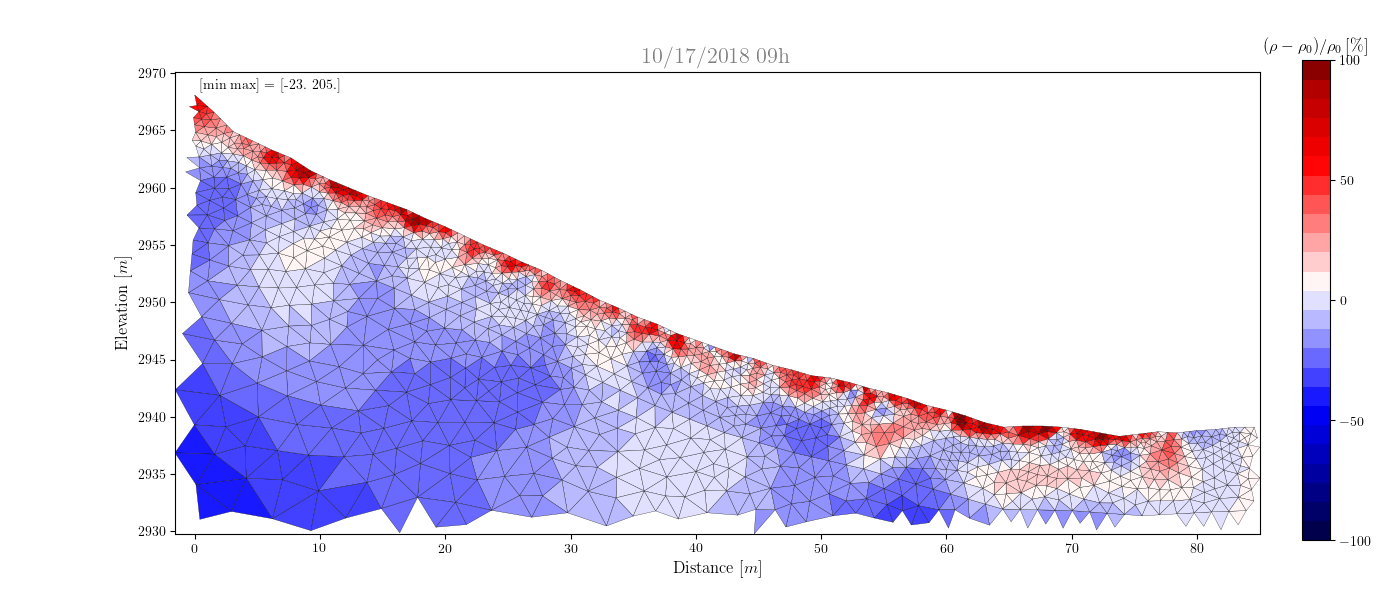 (ρ − ρ₀)/ρ₀ [%]
10/17/2018 09h
[min max] = [-23. 205.]
2970
2965
2960
2955
2950
2945
2940
2935
2930
Elevation [m]
0 10 20 30 40 50 60 70 80
Distance [m]
100
50
0
−50
−100